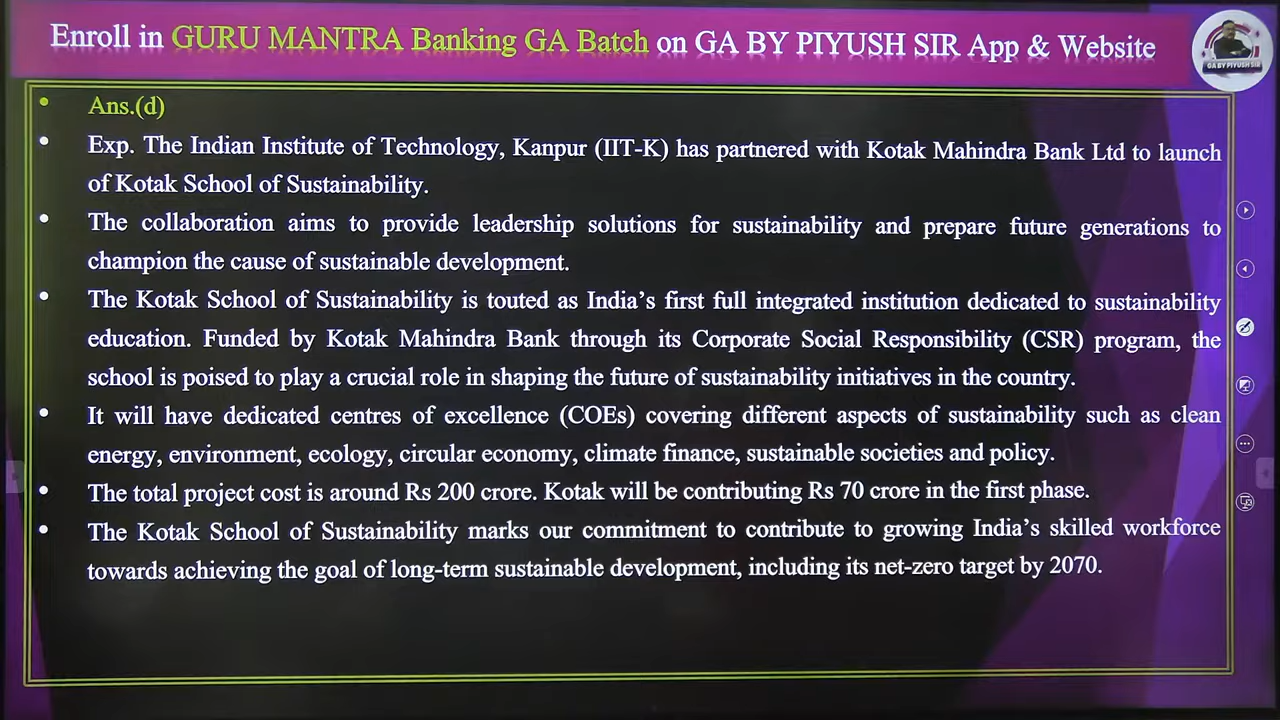 Enroll in GURU MANTRA Banking GA Batch on GA BY PIYUSH SIR App & Website
GA BY PIYUSH SIR
• Ans.(d)
• Exp. The Indian Institute of Technology, Kanpur (IIT-K) has partnered with Kotak Mahindra Bank Ltd to launch
of Kotak School of Sustainability.
• The collaboration aims to provide leadership solutions for sustainability and prepare future generations to
champion the cause of sustainable development.
• The Kotak School of Sustainability is touted as India's first full integrated institution dedicated to sustainability
education. Funded by Kotak Mahindra Bank through its Corporate Social Responsibility (CSR) program, the
school is poised to play a crucial role in shaping the future of sustainability initiatives in the country.
• It will have dedicated centres of excellence (COEs) covering different aspects of sustainability such as clean
energy, environment, ecology, circular economy, climate finance, sustainable societies and policy.
• The total project cost is around Rs 200 crore. Kotak will be contributing Rs 70 crore in the first phase.
• The Kotak School of Sustainability marks our commitment to contribute to growing India's skilled workforce
towards achieving the goal of long-term sustainable development, including its net-zero target by 2070.